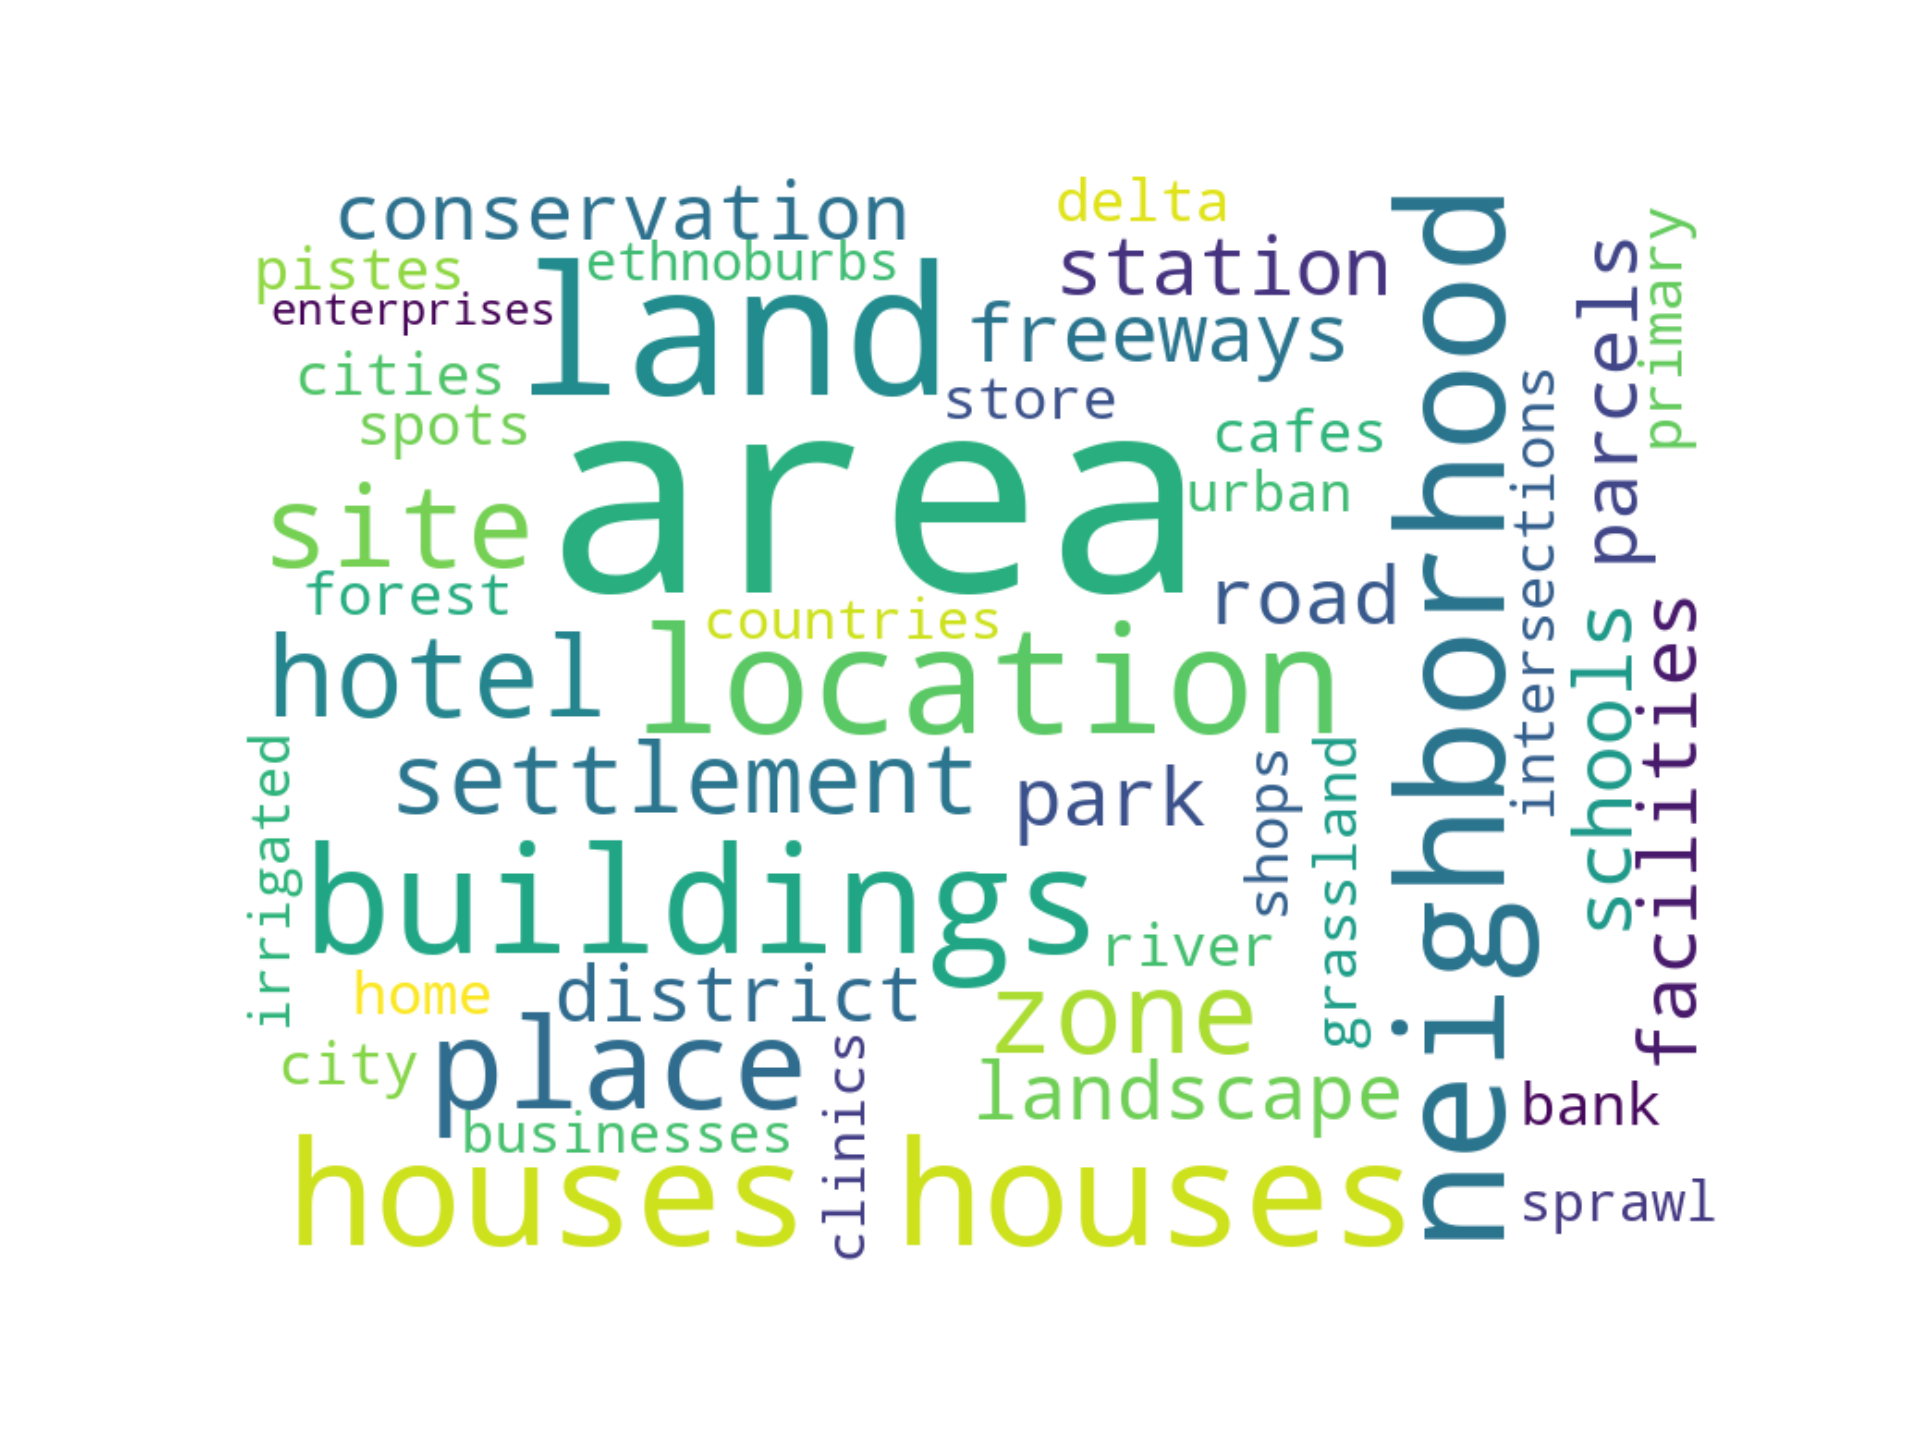 conservation
delta
pistes
ethnoburbs
station
enterprises
land
freeways
cities
store
spots
cafes
site
area
urban
forest
countries
road
hotel
location
settlement
park
irrigated
buildings
shops
grassland
river
home
district
zone
city
place
clinics
landscape
businesses
houses
houses
neighborhood
intersections
parcels
primary
schools
facilities
bank
sprawl